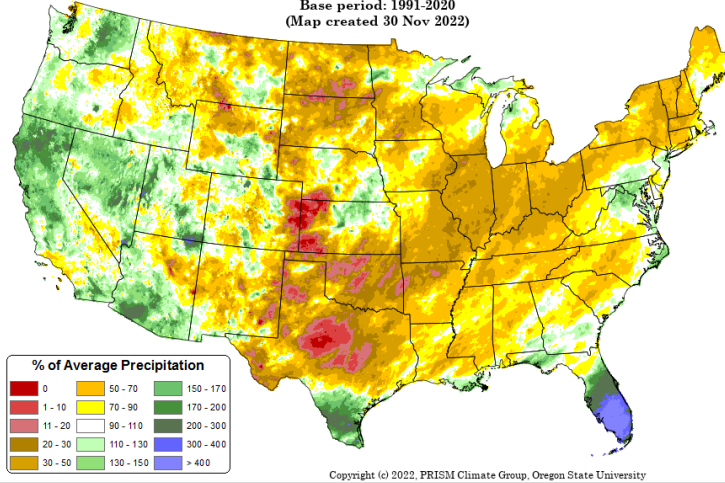 Base period: 1991-2020
(Map created 30 Nov 2022)
% of Average Precipitation
0 50 - 70 150 - 170
1 - 10 70 - 90 170 - 200
11 - 20 90 - 110 200 - 300
20 - 30 110 - 130 300 - 400
30 - 50 130 - 150 > 400
Copyright (c) 2022, PRISM Climate Group, Oregon State University